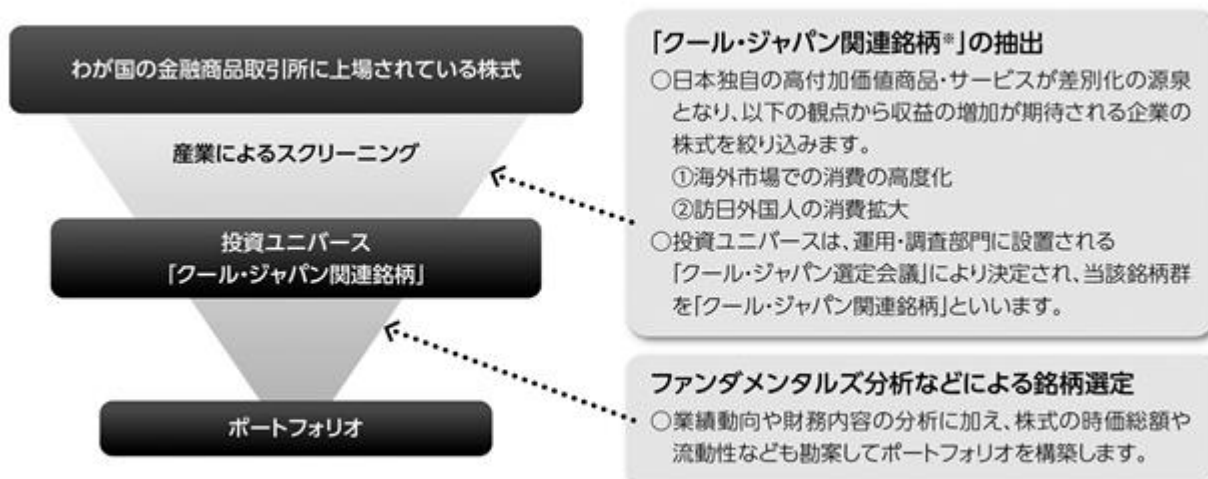 わが国の金融商品取引所に上場されている株式
産業によるスクリーニング
投資ユニバース
「クール・ジャパン関連銘柄」
ポートフォリオ
「クール・ジャパン関連銘柄※」の抽出
○日本独自の高付加価値商品・サービスが差別化の源泉
となり、以下の観点から収益の増加が期待される企業の
株式を絞り込みます。
①海外市場での消費の高度化
②訪日外国人の消費拡大
○投資ユニバースは、運用・調査部門に設置される
「クール・ジャパン選定会議」により決定され、当該銘柄群
を「クール・ジャパン関連銘柄」といいます。
ファンダメンタルズ分析などによる銘柄選定
○業績動向や財務内容の分析に加え、株式の時価総額や
流動性なども勘案してポートフォリオを構築します。